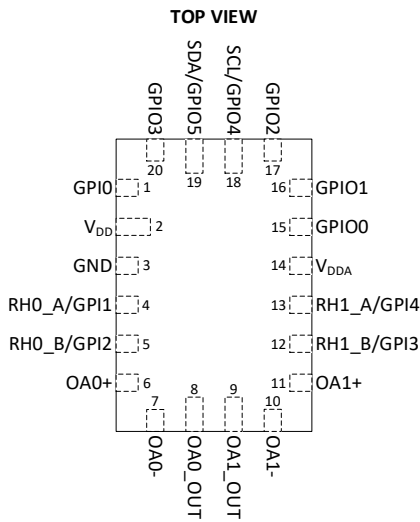 TOP VIEW
GPIO3
SDA/GPIO5
SCL/GPIO4
GPIO2
20
19
18
17
GPI0
1
16
GPIO1
VDD
2
15
GPIO0
GND
3
14
VDDA
RH0_A/GPI1
4
13
RH1_A/GPI4
RH0_B/GPI2
5
12
RH1_B/GPI3
OA0+
6
11
OA1+
7
8
9
10
OA0-
OA0_OUT
OA1_OUT
OA1-